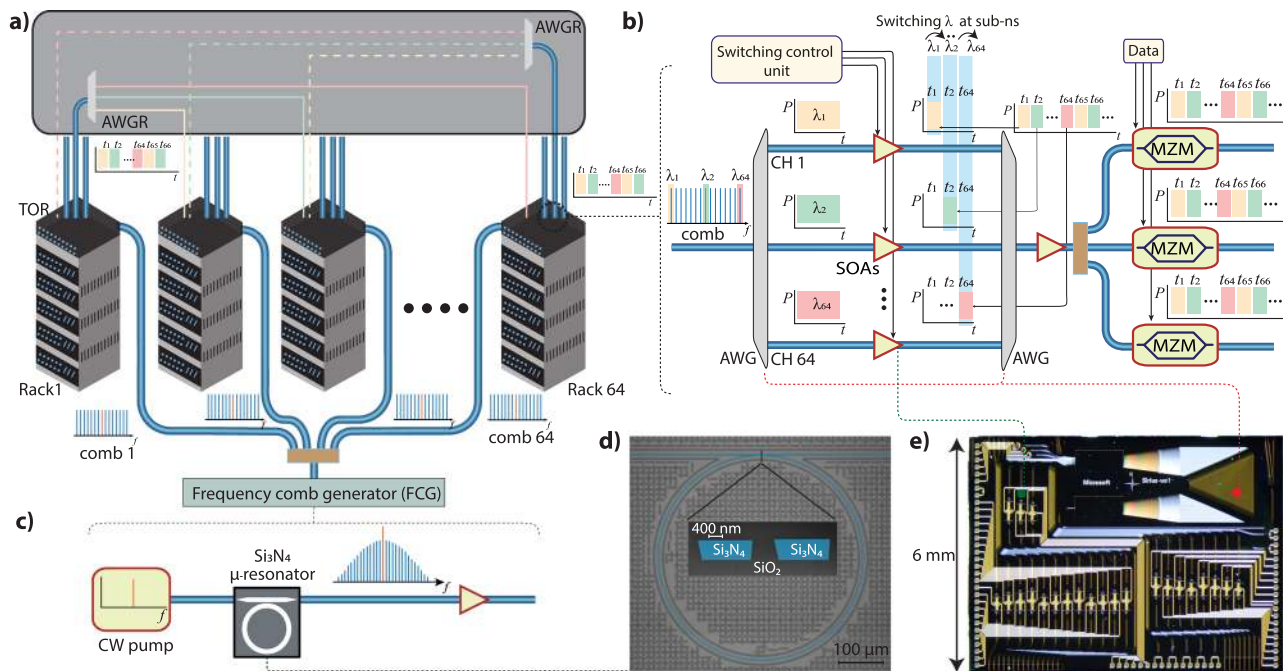 a)
AWGR
AWGR
P
t₁ t₂ t₆₄ t₆₅ t₆₆
t
t₁ t₂ t₆₄ t₆₅ t₆₆
t
TOR
Rack1
Rack 64
f
f
f
f
comb 1
comb 64
Frequency comb generator (FCG)
b)
Switching λ at sub-ns
λ₁ λ₂ λ₆₄
Switching control
unit
Data
t₁ t₂ t₆₄
P
t
P
λ₁
t
P
t₁ t₂ t₆₄ t₆₅ t₆₆
t
P
t₁ t₂ t₆₄ t₆₅ t₆₆
t
CH 1
MZM
λ₁ λ₂ λ₆₄
f
comb
P
λ₂
t
t₁ t₂ t₆₄
P
t
P
t₁ t₂ t₆₄ t₆₅ t₆₆
t
SOAs
MZM
P
λ₆₄
t
t₁ t₂ t₆₄
P
t
P
t₁ t₂ t₆₄ t₆₅ t₆₆
t
AWG
CH 64
AWG
MZM
c)
f
CW pump
Si₃N₄
μ-resonator
f
d)
400 nm
Si₃N₄
Si₃N₄
SiO₂
100 μm
e)
6 mm
Microsoft